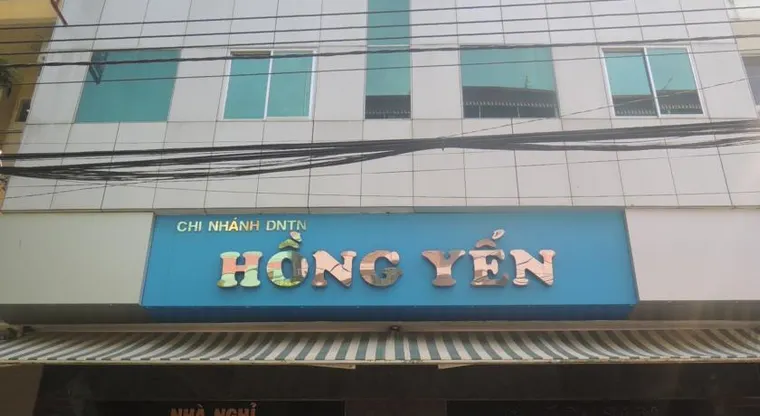 CHI NHÁNH DNTN
HỒNG YẾN
NHÀ NGHỈ